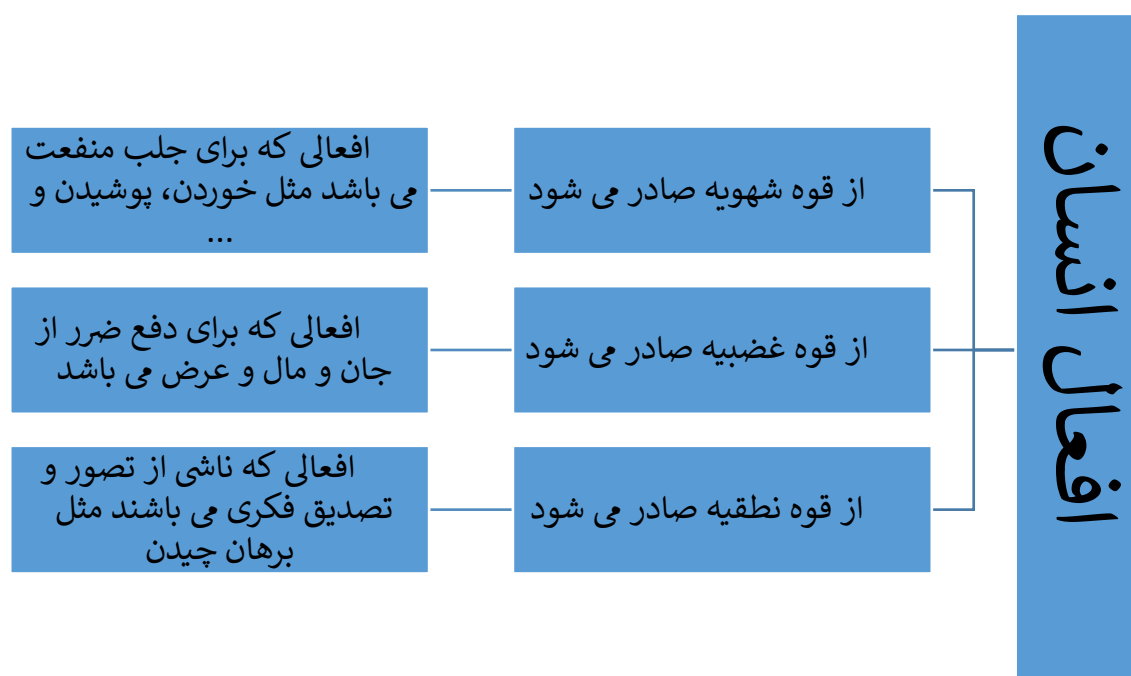 افعال انسان
از قوه شهویه صادر می شود
افعالی که برای جلب منفعت
می باشد مثل خوردن، پوشیدن و
...
از قوه غضبیه صادر می شود
افعالی که برای دفع ضرر از
جان و مال و عرض می باشد
از قوه نطقیه صادر می شود
افعالی که ناشی از تصور و
تصدیق فکری می باشند مثل
برهان چیدن